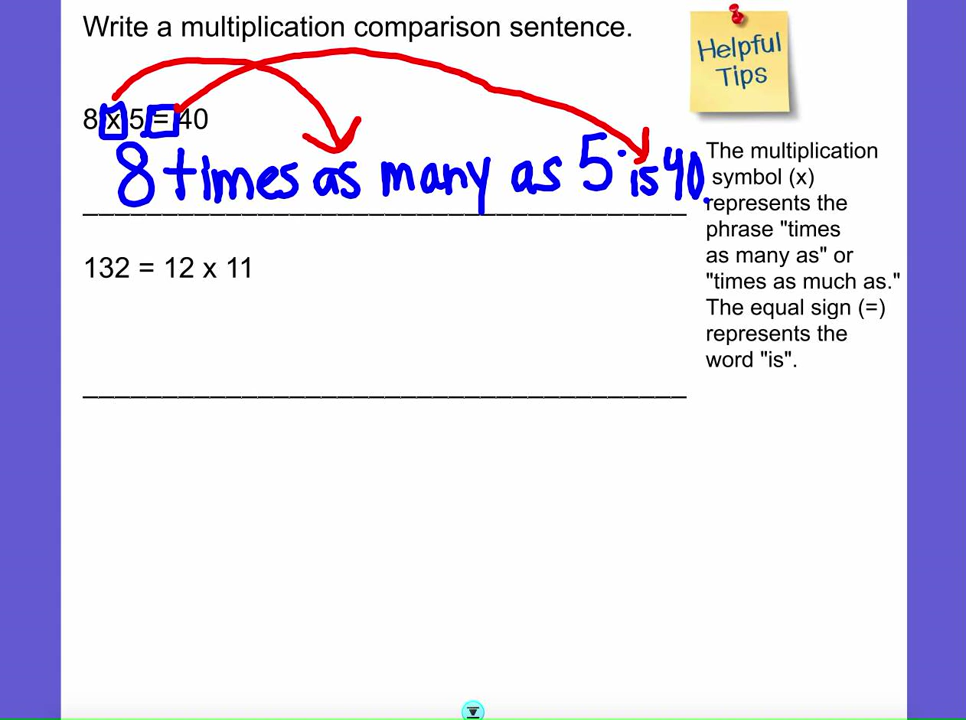 Write a multiplication comparison sentence.
Helpful
Tips
8 x 5 = 40
8 times as many as 5 is 40.
132 = 12 x 11
The multiplication
symbol (x)
represents the
phrase "times
as many as" or
"times as much as."
The equal sign (=)
represents the
word "is".